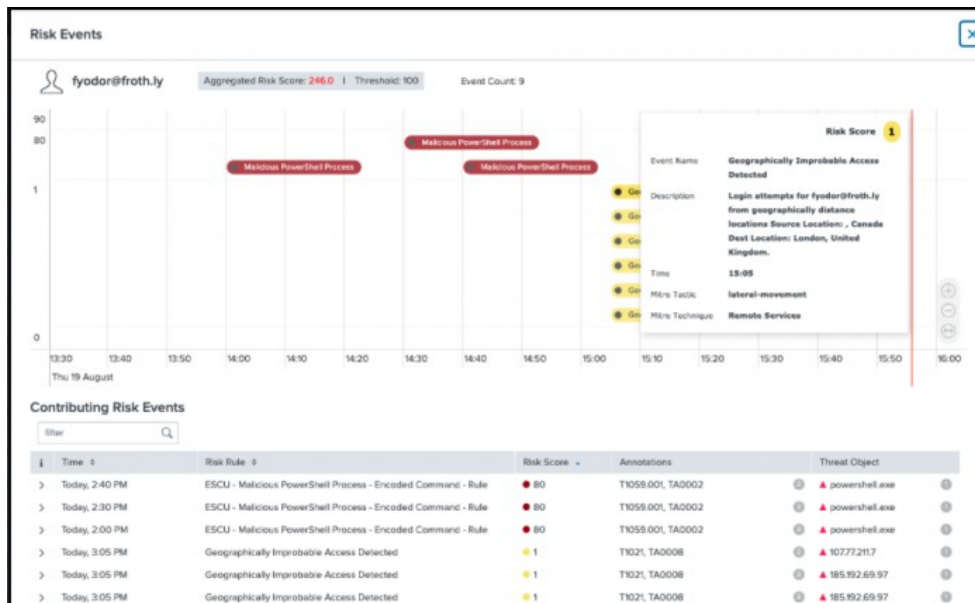 Risk Events
fyodor@froth.ly
Aggregated Risk Score: 246.0 | Threshold: 100
Event Count: 9
90
80
1
0
Malicious PowerShell Process
Malicious PowerShell Process
Malicious PowerShell Process
Geo
Geo
Geo
Geo
Geo
Geo
Risk Score 1
Event Name Geographically Improbable Access
Detected
Description Login attempts for fyodor@froth.ly
from geographically distance
locations Source Location: , Canada
Dest Location: London, United
Kingdom.
Time 15:05
Mitre Tactic lateral-movement
Mitre Technique Remote Services
13:30 13:40 13:50 14:00 14:10 14:20 14:30 14:40 14:50 15:00 15:10 15:20 15:30 15:40 15:50 16:00
Thu 19 August
Contributing Risk Events
filter
i Time Risk Rule Risk Score Annotations Threat Object
Today, 2:40 PM ESCU - Malicious PowerShell Process - Encoded Command - Rule 80 T1059.001, TA0002 powershell.exe
Today, 2:30 PM ESCU - Malicious PowerShell Process - Encoded Command - Rule 80 T1059.001, TA0002 powershell.exe
Today, 2:00 PM ESCU - Malicious PowerShell Process - Encoded Command - Rule 80 T1059.001, TA0002 powershell.exe
Today, 3:05 PM Geographically Improbable Access Detected 1 T1021, TA0008 107.77.211.7
Today, 3:05 PM Geographically Improbable Access Detected 1 T1021, TA0008 185.192.69.97
Today, 3:05 PM Geographically Improbable Access Detected 1 T1021, TA0008 185.192.69.97